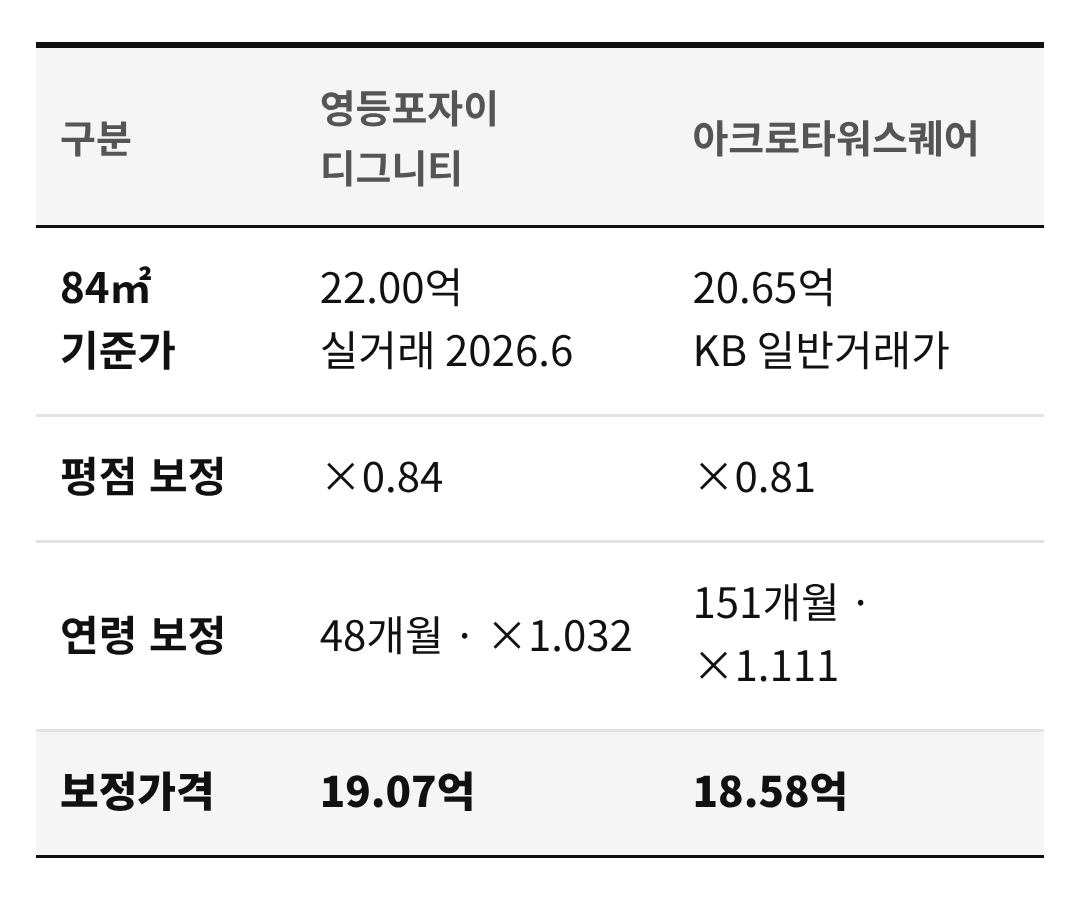 구분
영등포자이
디그니티
아크로타워스퀘어
84㎡
기준가
22.00억
실거래 2026.6
20.65억
KB 일반거래가
평점 보정
×0.84
×0.81
연령 보정
48개월 · ×1.032
151개월 ·
×1.111
보정가격
19.07억
18.58억